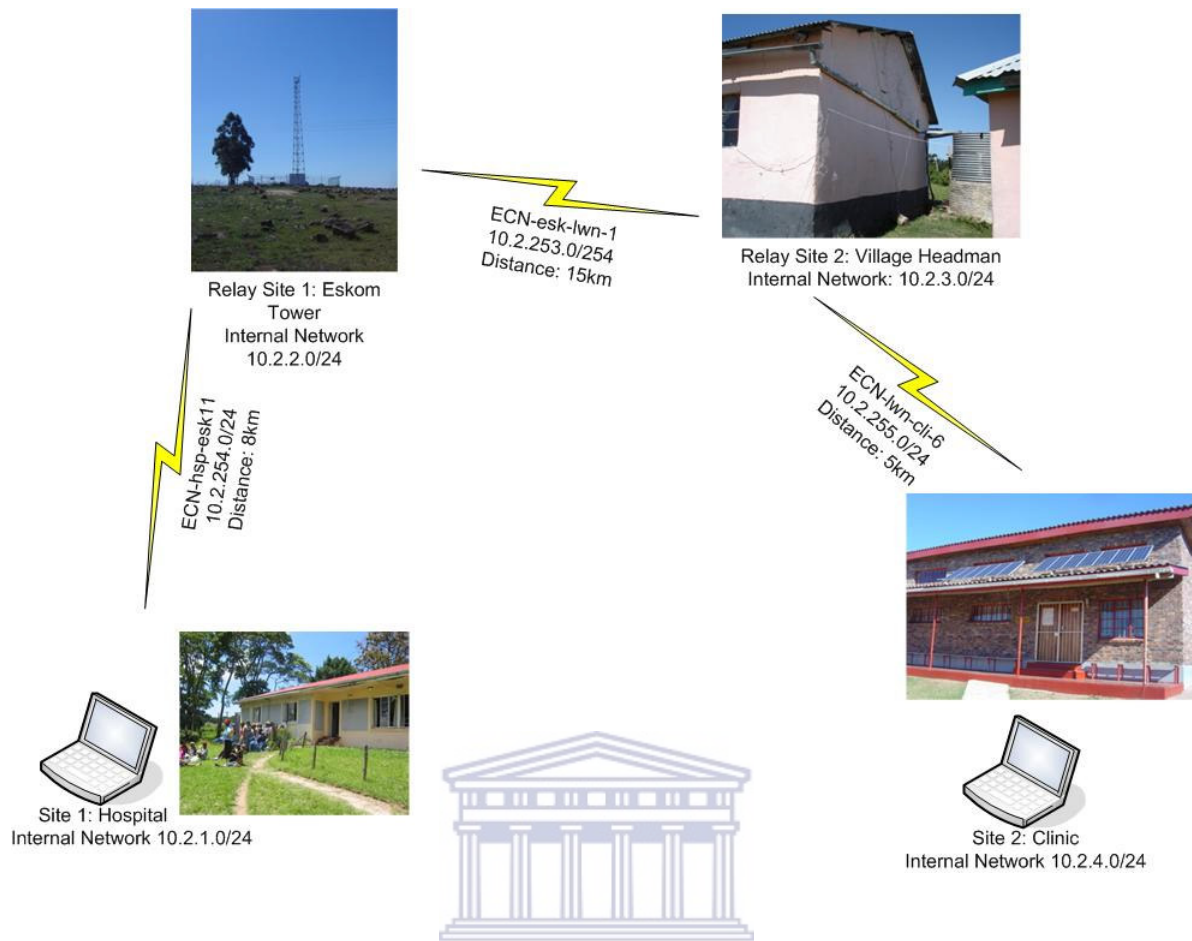 ECN-esk-lwn-1
10.2.253.0/254
Distance: 15km
Relay Site 2: Village Headman
Internal Network: 10.2.3.0/24
Relay Site 1: Eskom
Tower
Internal Network
10.2.2.0/24
ECN-hsp-esk11
10.2.254.0/24
Distance: 8km
ECN-lwn-cli-6
10.2.255.0/24
Distance: 5km
Site 1: Hospital
Internal Network 10.2.1.0/24
Site 2: Clinic
Internal Network 10.2.4.0/24